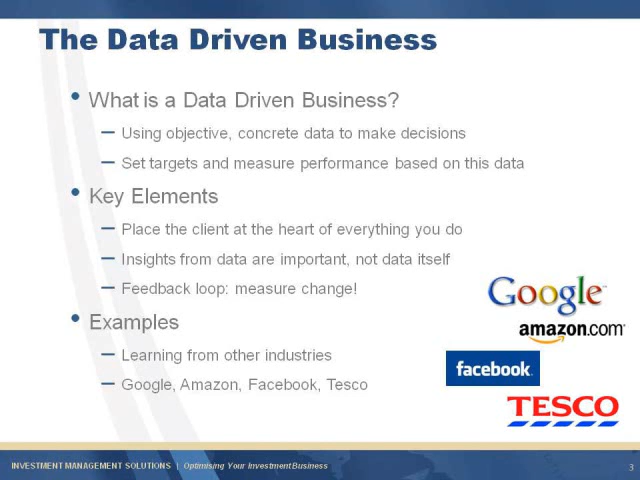 The Data Driven Business
• What is a Data Driven Business?
– Using objective, concrete data to make decisions
– Set targets and measure performance based on this data
• Key Elements
– Place the client at the heart of everything you do
– Insights from data are important, not data itself
– Feedback loop: measure change!
• Examples
– Learning from other industries
– Google, Amazon, Facebook, Tesco
Google™
amazon.com
facebook
TESCO
INVESTMENT MANAGEMENT SOLUTIONS | Optimising Your Investment Business
3